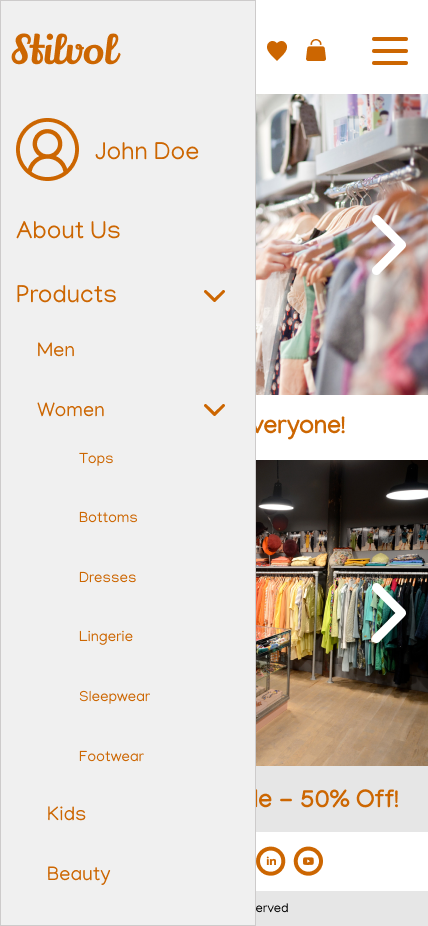 Stilvol
John Doe
About Us
Products
Men
Women
Tops
Bottoms
Dresses
Lingerie
Sleepwear
Footwear
Kids
Beauty
veryone!
le – 50% Off!
in
erved